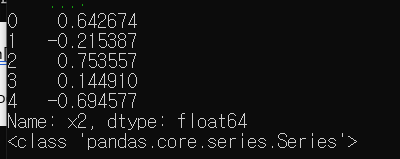 0 0.642674
1 -0.215387
2 0.753557
3 0.144910
4 -0.694577
Name: x2, dtype: float64
<class 'pandas.core.series.Series'>